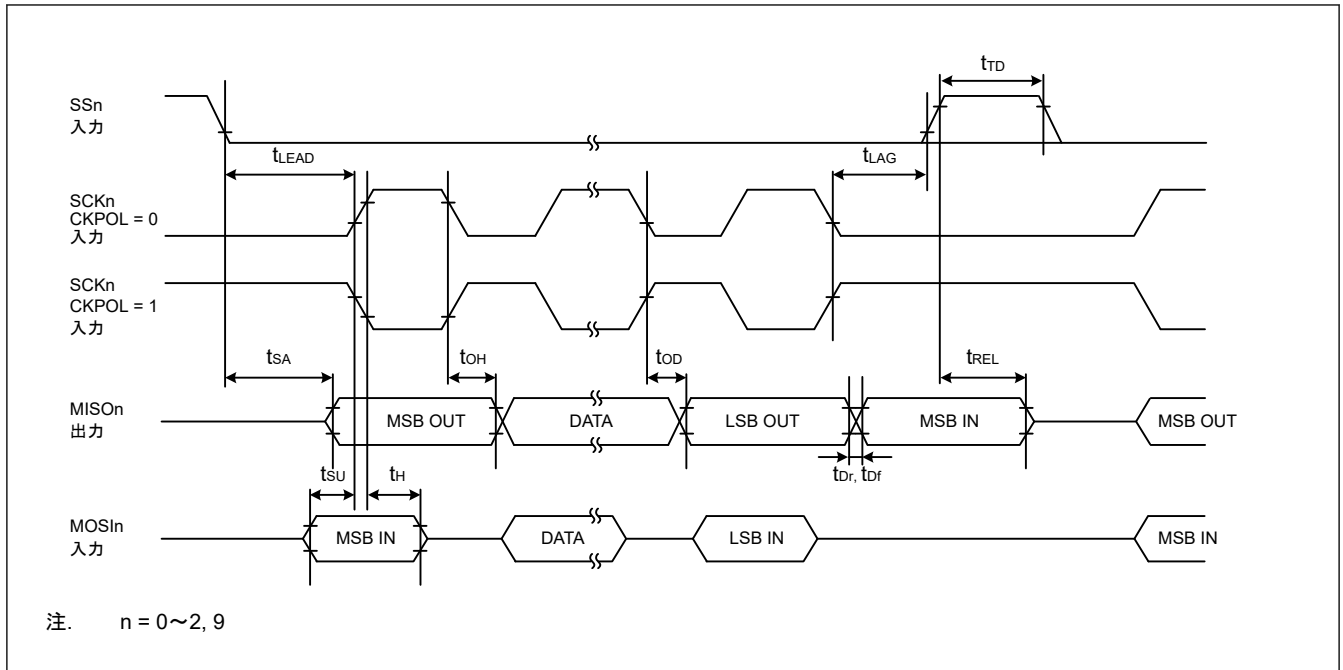 tTD
SSn
入力
tLEAD
tLAG
SCKn
CKPOL = 0
入力
SCKn
CKPOL = 1
入力
tSA
tOH
tOD
tREL
MISOn
出力
MSB OUT
DATA
LSB OUT
MSB IN
MSB OUT
tSU
tH
tDr, tDf
MOSIn
入力
MSB IN
DATA
LSB IN
MSB IN
注. n = 0～2, 9